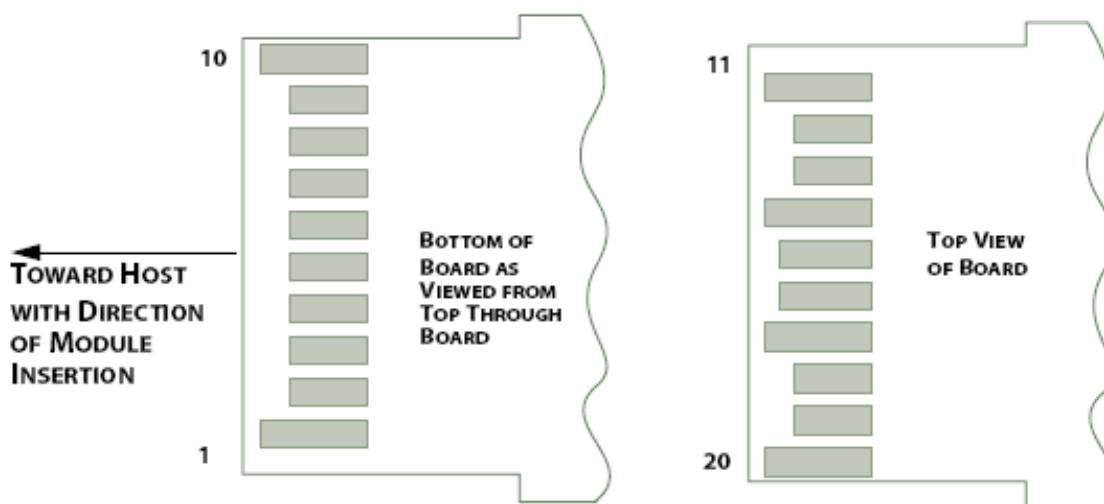 10
Toward Host
with Direction
of Module
Insertion
1
Bottom of
Board as
Viewed from
Top Through
Board
11
20
Top View
of Board